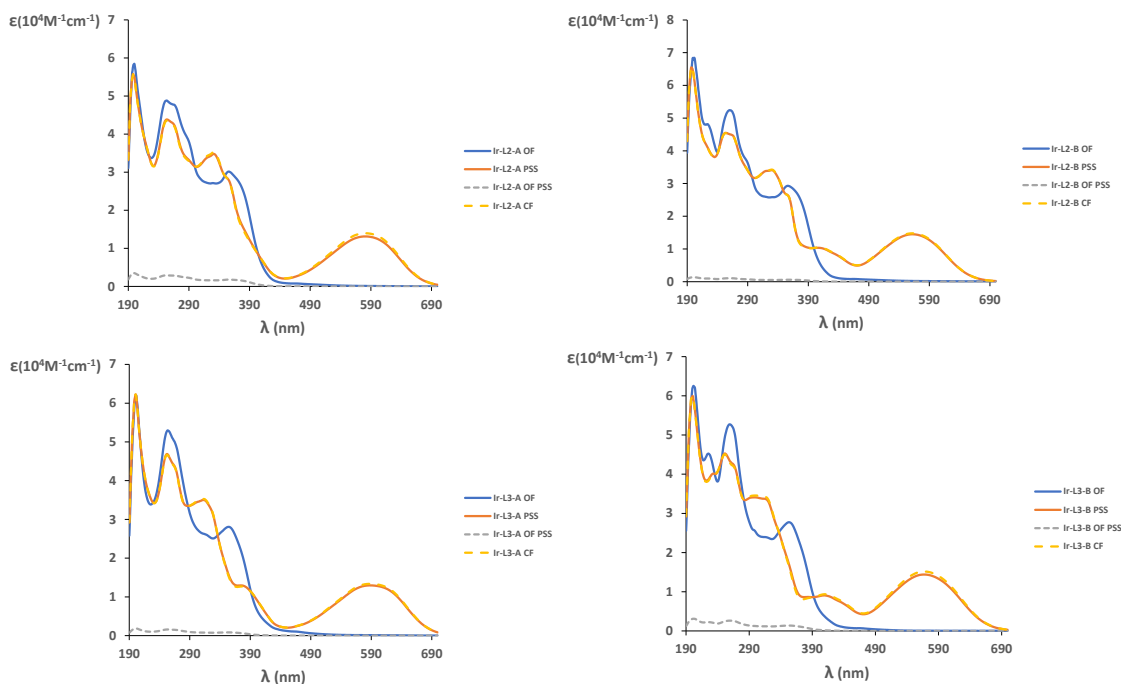 ε(10⁴M⁻¹cm⁻¹)
7
6
5
4
3
2
1
0
190
290
390
490
590
690
λ (nm)
Ir-L2-A OF
Ir-L2-A PSS
Ir-L2-A OF PSS
Ir-L2-A CF
ε(10⁴M⁻¹cm⁻¹)
8
7
6
5
4
3
2
1
0
190
290
390
490
590
690
λ (nm)
Ir-L2-B OF
Ir-L2-B PSS
Ir-L2-B OF PSS
Ir-L2-B CF
ε(10⁴M⁻¹cm⁻¹)
7
6
5
4
3
2
1
0
190
290
390
490
590
690
λ (nm)
Ir-L3-A OF
Ir-L3-A PSS
Ir-L3-A OF PSS
Ir-L3-A CF
ε(10⁴M⁻¹cm⁻¹)
7
6
5
4
3
2
1
0
190
290
390
490
590
690
λ (nm)
Ir-L3-B OF
Ir-L3-B PSS
Ir-L3-B OF PSS
Ir-L3-B CF